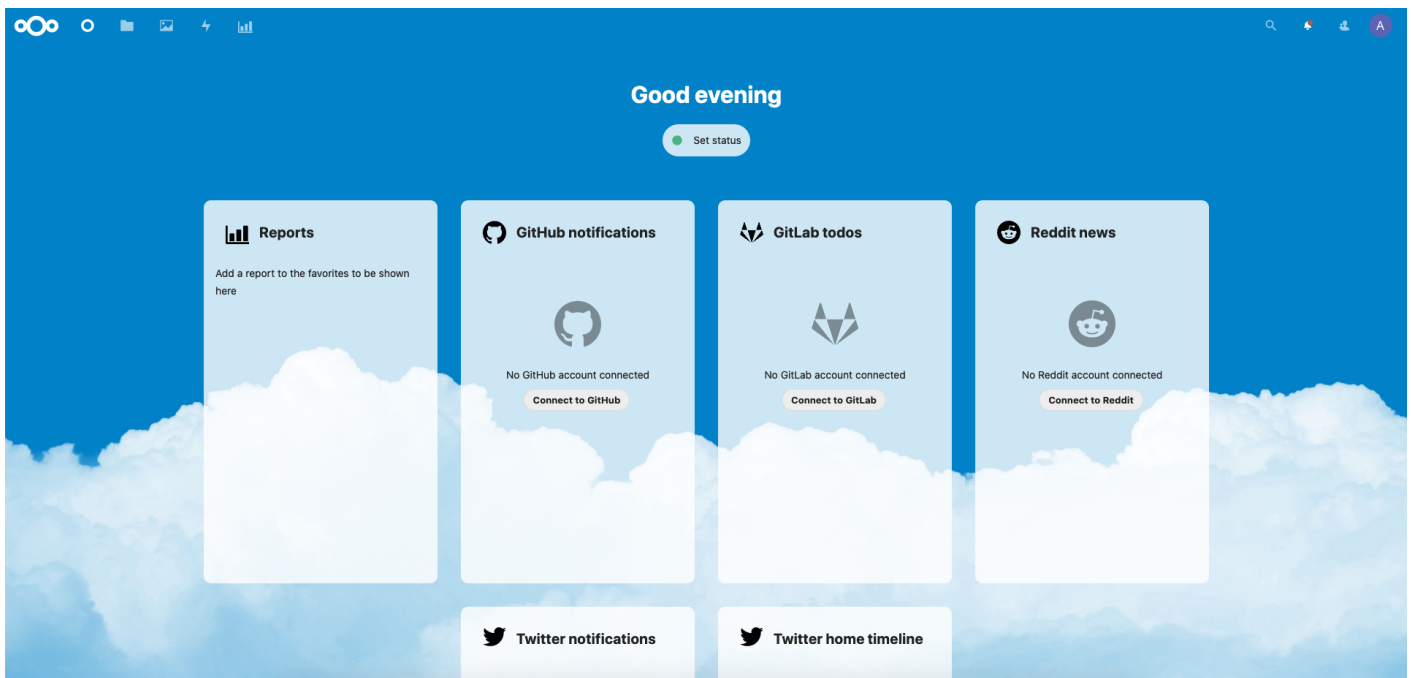 A
Good evening
Set status
Reports
Add a report to the favorites to be shown
here
GitHub notifications
No GitHub account connected
Connect to GitHub
GitLab todos
No GitLab account connected
Connect to GitLab
Reddit news
No Reddit account connected
Connect to Reddit
Twitter notifications
Twitter home timeline